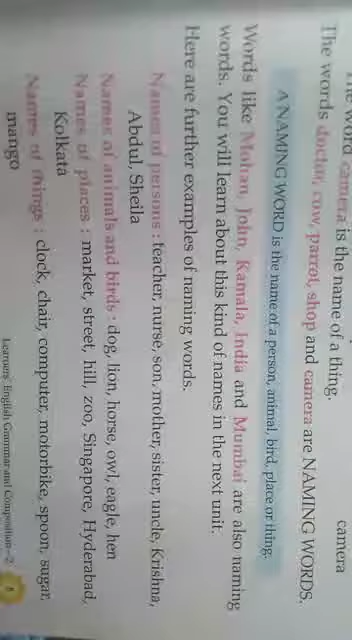 camera
The word camera is the name of a thing.
The words doctor, cow, parrot, shop and camera are NAMING WORDS.
A NAMING WORD is the name of a person, animal, bird, place or thing.
Words like Mohan, John, Kamala, India and Mumbai are also naming
words. You will learn about this kind of names in the next unit.
Here are further examples of naming words.
Names of persons : teacher, nurse, son, mother, sister, uncle, Krishna,
Abdul, Sheila
Names of animals and birds : dog, lion, horse, owl, eagle, hen
Names of places : market, street, hill, zoo, Singapore, Hyderabad,
Kolkata
Names of things : clock, chair, computer, motorbike, spoon, sugar,
mango
Learners' English Grammar and Composition–2